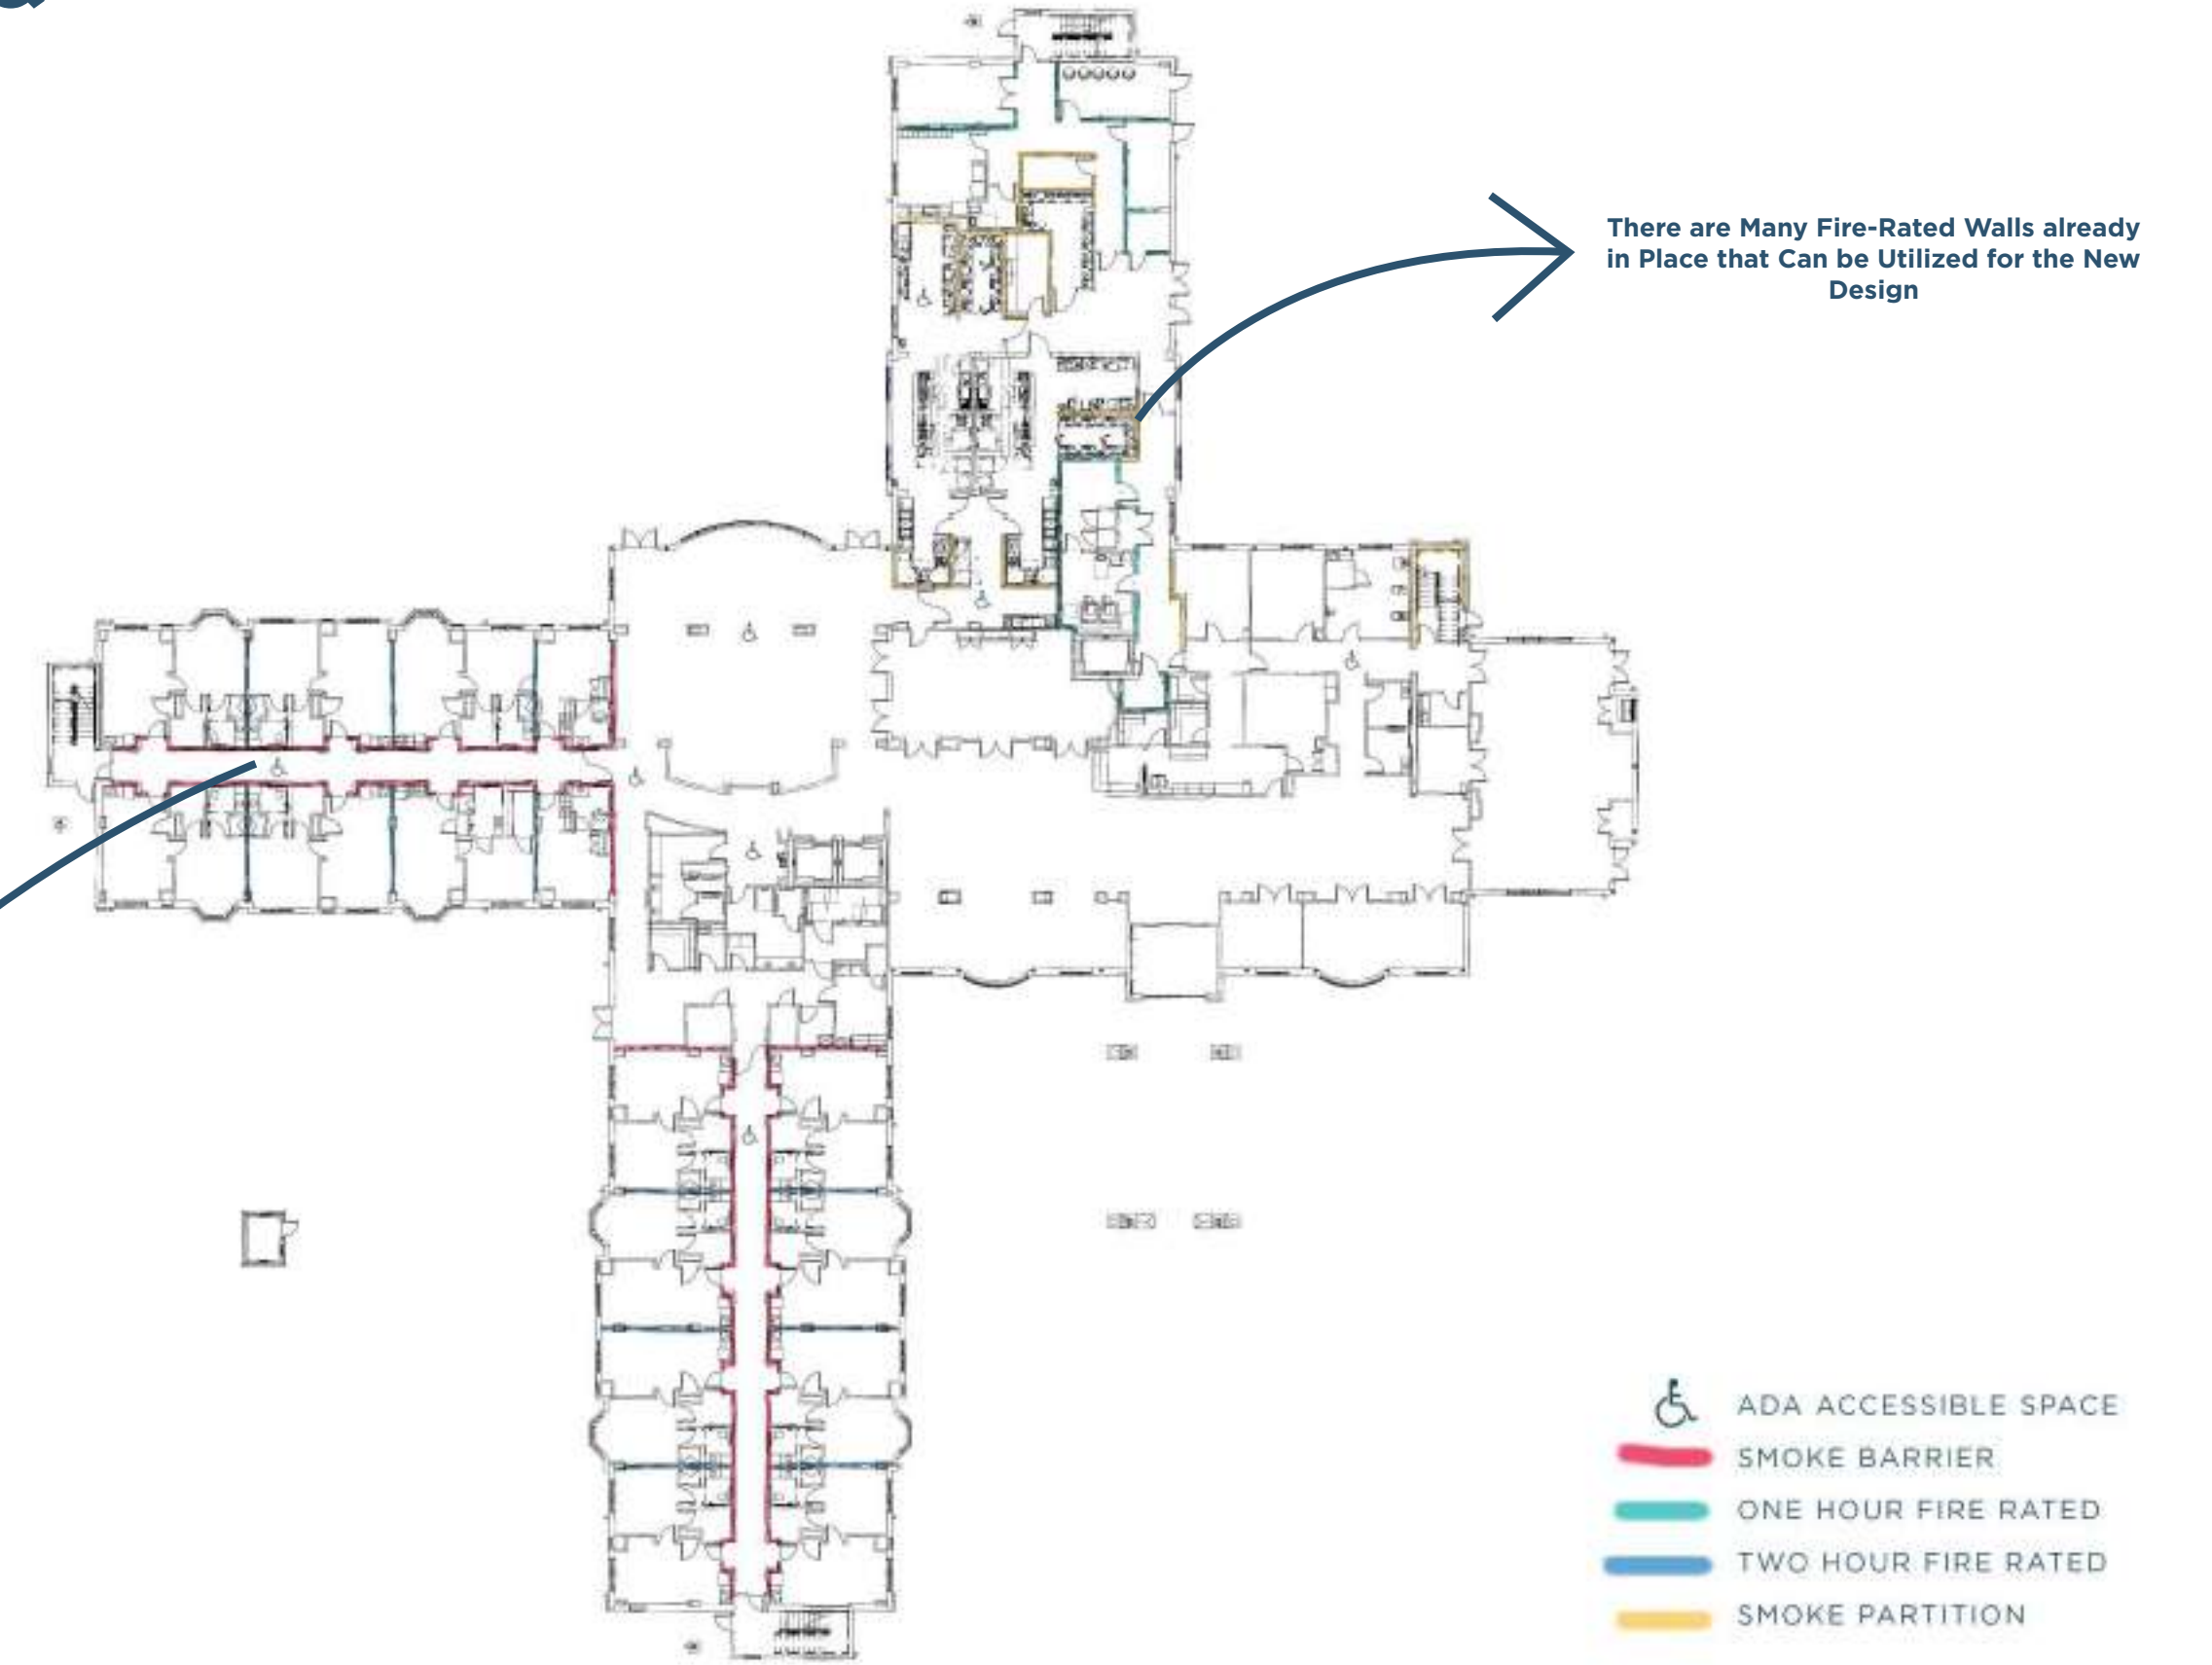 There are Many Fire-Rated Walls already
in Place that Can be Utilized for the New
Design
ADA ACCESSIBLE SPACE
SMOKE BARRIER
ONE HOUR FIRE RATED
TWO HOUR FIRE RATED
SMOKE PARTITION